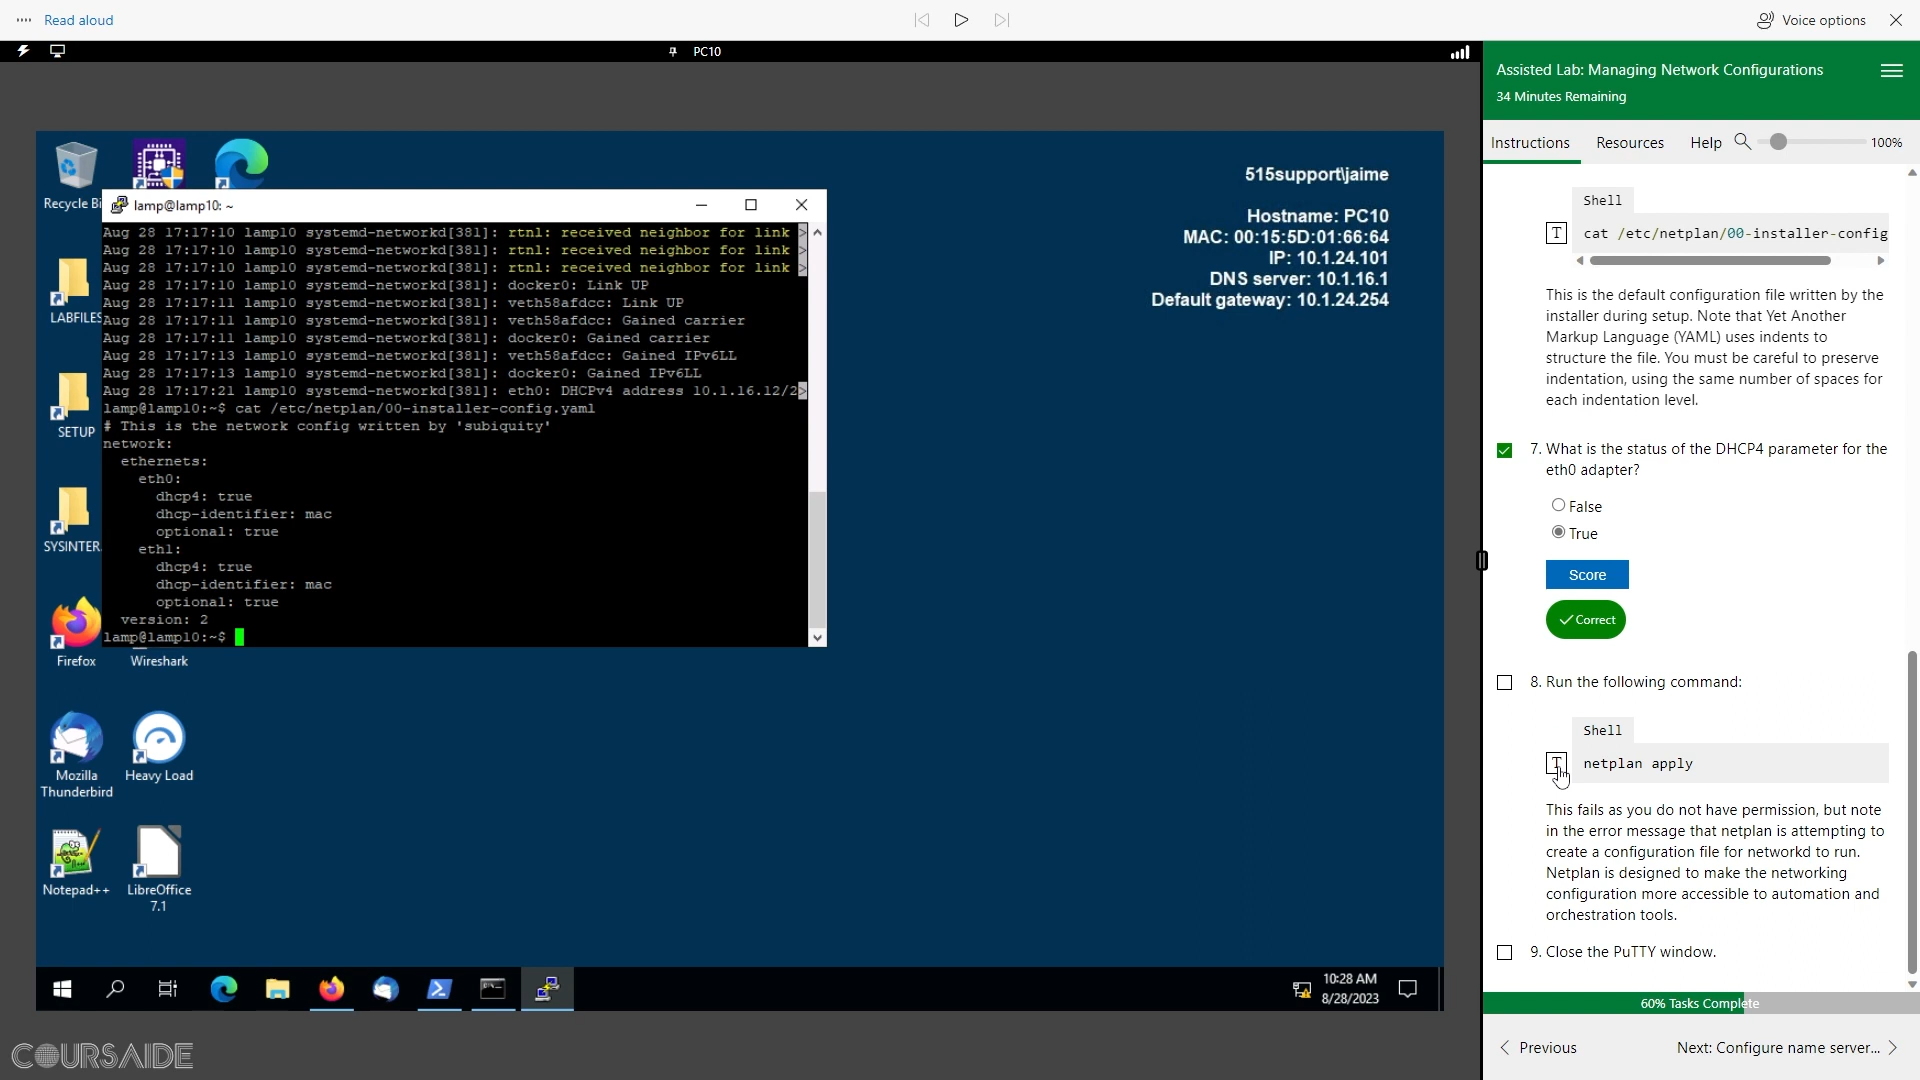 Read aloud
Voice options
PC10
Recycle Bi
LABFILES
SETUP
SYSINTER
Firefox
Wireshark
Mozilla
Thunderbird
Heavy Load
Notepad++
LibreOffice
7.1
515support\jaime
Hostname: PC10
MAC: 00:15:5D:01:66:64
IP: 10.1.24.101
DNS server: 10.1.16.1
Default gateway: 10.1.24.254
lamp@lamp10: ~
Aug 28 17:17:10 lamp10 systemd-networkd[381]: rtnl: received neighbor for link >
Aug 28 17:17:10 lamp10 systemd-networkd[381]: rtnl: received neighbor for link >
Aug 28 17:17:10 lamp10 systemd-networkd[381]: rtnl: received neighbor for link >
Aug 28 17:17:10 lamp10 systemd-networkd[381]: docker0: Link UP
Aug 28 17:17:11 lamp10 systemd-networkd[381]: veth58afdcc: Link UP
Aug 28 17:17:11 lamp10 systemd-networkd[381]: veth58afdcc: Gained carrier
Aug 28 17:17:11 lamp10 systemd-networkd[381]: docker0: Gained carrier
Aug 28 17:17:13 lamp10 systemd-networkd[381]: veth58afdcc: Gained IPv6LL
Aug 28 17:17:13 lamp10 systemd-networkd[381]: docker0: Gained IPv6LL
Aug 28 17:17:21 lamp10 systemd-networkd[381]: eth0: DHCPv4 address 10.1.16.12/2>
lamp@lamp10:~$ cat /etc/netplan/00-installer-config.yaml
# This is the network config written by 'subiquity'
network:
  ethernets:
    eth0:
      dhcp4: true
      dhcp-identifier: mac
      optional: true
    eth1:
      dhcp4: true
      dhcp-identifier: mac
      optional: true
  version: 2
lamp@lamp10:~$
10:28 AM
8/28/2023
COURSAIDE
Assisted Lab: Managing Network Configurations
34 Minutes Remaining
Instructions Resources Help 100%
Shell
T cat /etc/netplan/00-installer-config
This is the default configuration file written by the
installer during setup. Note that Yet Another
Markup Language (YAML) uses indents to
structure the file. You must be careful to preserve
indentation, using the same number of spaces for
each indentation level.
7. What is the status of the DHCP4 parameter for the
eth0 adapter?
False
True
Score
Correct
8. Run the following command:
Shell
T netplan apply
This fails as you do not have permission, but note
in the error message that netplan is attempting to
create a configuration file for networkd to run.
Netplan is designed to make the networking
configuration more accessible to automation and
orchestration tools.
9. Close the PuTTY window.
60% Tasks Complete
Previous
Next: Configure name server...